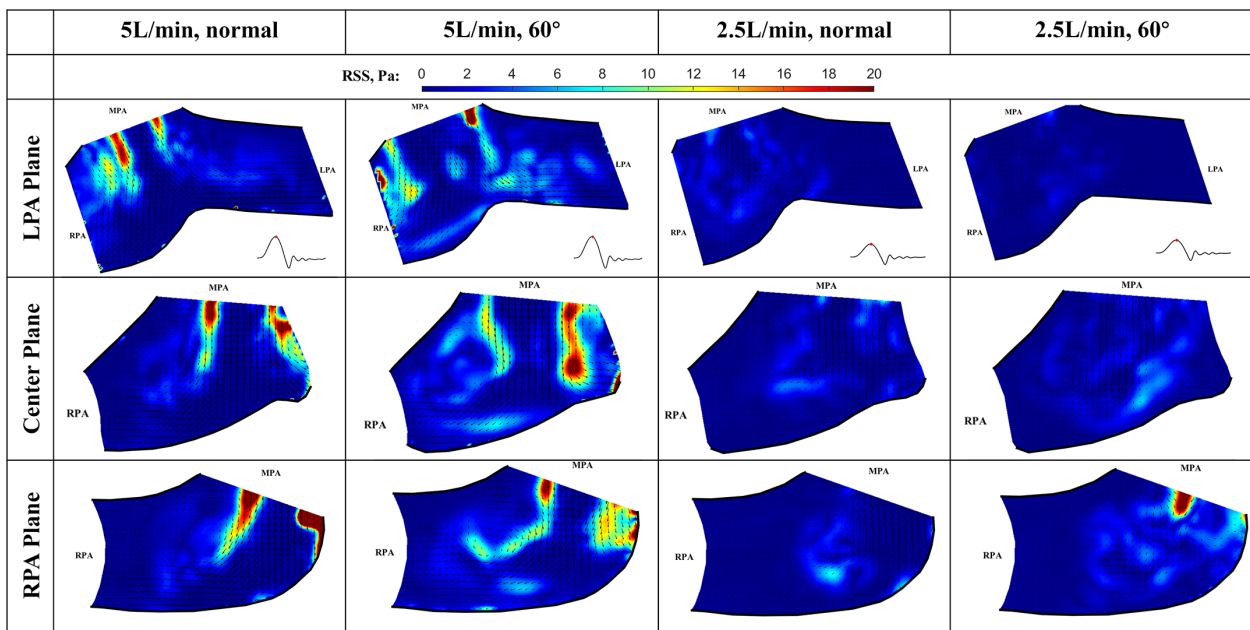 5L/min, normal 5L/min, 60° 2.5L/min, normal 2.5L/min, 60°
RSS, Pa: 0 2 4 6 8 10 12 14 16 18 20
LPA Plane
MPA MPA MPA MPA
LPA LPA LPA LPA
RPA RPA RPA RPA
Center Plane
MPA MPA MPA MPA
RPA RPA RPA RPA
RPA Plane
MPA MPA MPA MPA
RPA RPA RPA RPA